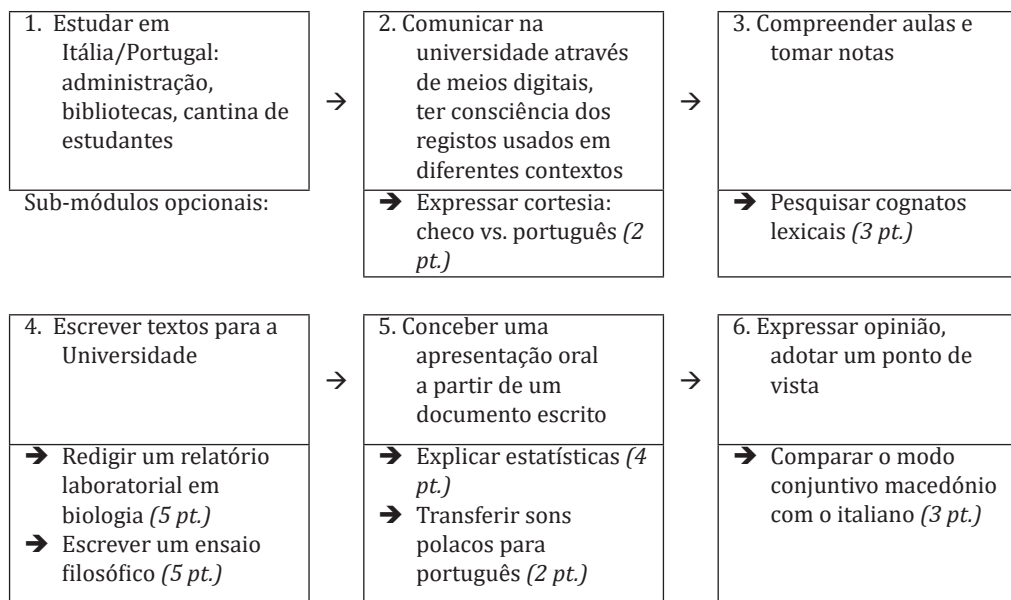 1. Estudar em
Itália/Portugal:
administração,
bibliotecas, cantina de
estudantes
→
2. Comunicar na
universidade através
de meios digitais,
ter consciência dos
registos usados em
diferentes contextos
→
3. Compreender aulas e
tomar notas
Sub-módulos opcionais:
➔ Expressar cortesia:
checo vs. português (2
pt.)
➔ Pesquisar cognatos
lexicais (3 pt.)
4. Escrever textos para a
Universidade
→
5. Conceber uma
apresentação oral
a partir de um
documento escrito
→
6. Expressar opinião,
adotar um ponto de
vista
➔ Redigir um relatório
laboratorial em
biologia (5 pt.)
➔ Escrever um ensaio
filosófico (5 pt.)
➔ Explicar estatísticas (4
pt.)
➔ Transferir sons
polacos para
português (2 pt.)
➔ Comparar o modo
conjuntivo macedónio
com o italiano (3 pt.)